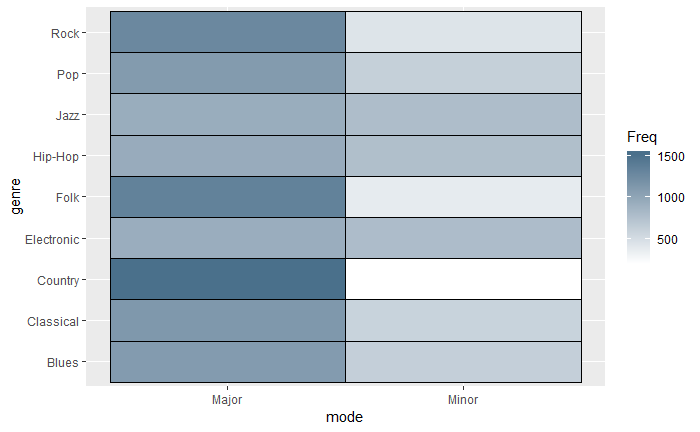 Rock
Pop
Jazz
Hip-Hop
Folk
Electronic
Country
Classical
Blues
genre
Major Minor
mode
Freq
1500
1000
500